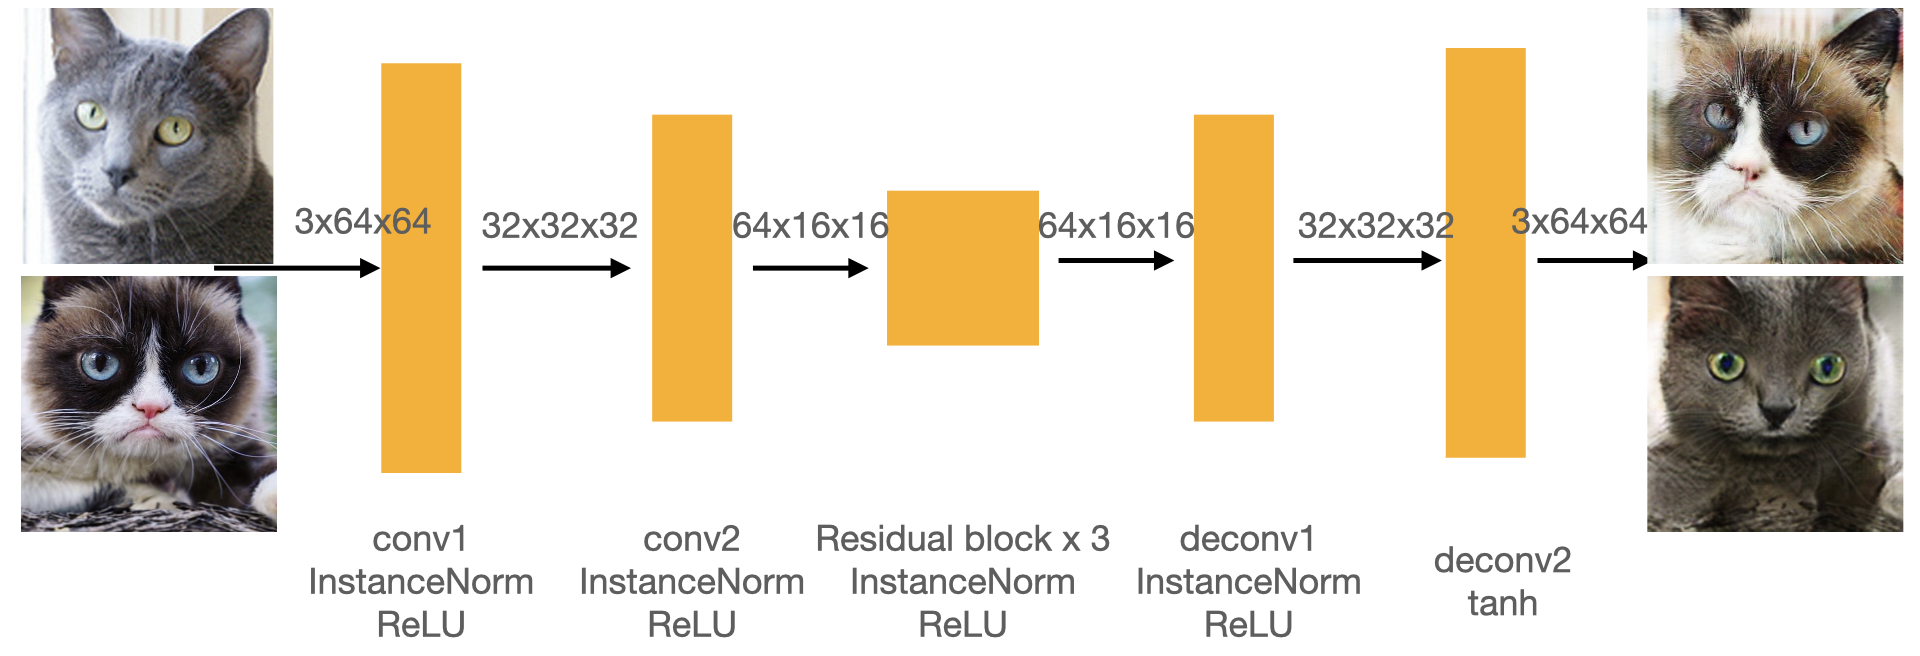 3x64x64
32x32x32
64x16x16
64x16x16
32x32x32
3x64x64
conv1
InstanceNorm
ReLU
conv2
InstanceNorm
ReLU
Residual block x 3
InstanceNorm
ReLU
deconv1
InstanceNorm
ReLU
deconv2
tanh